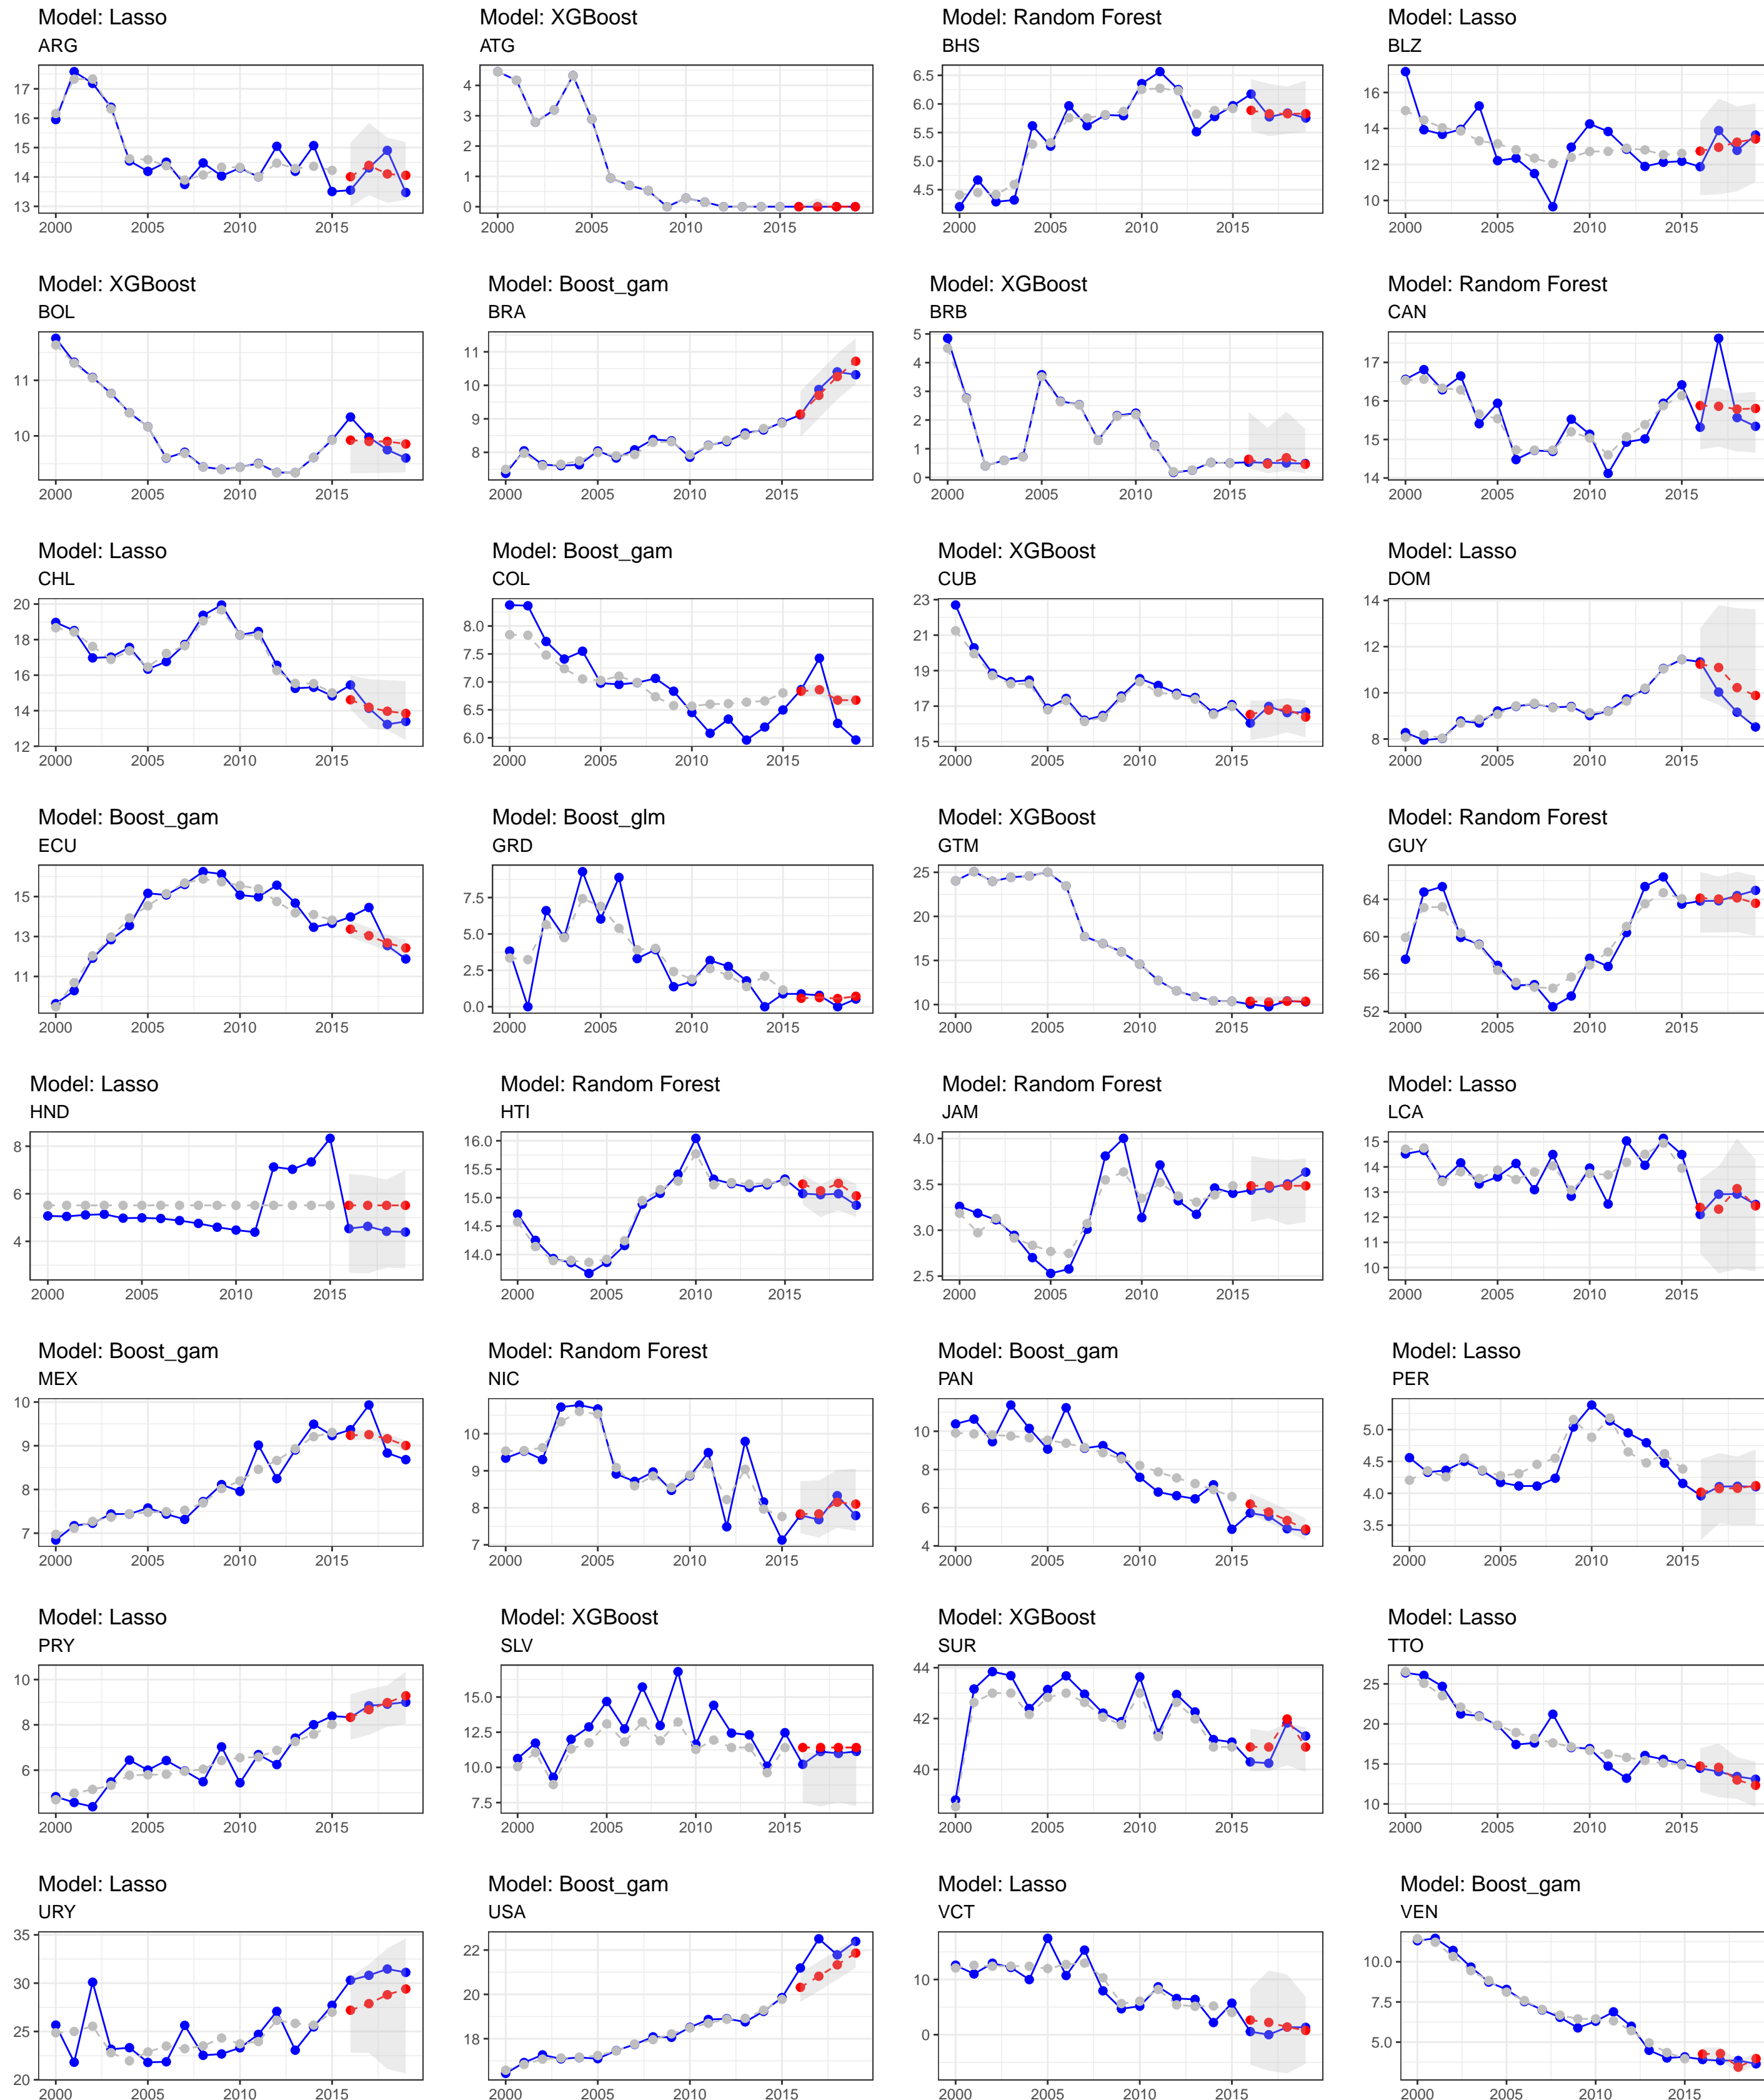 Model: Lasso
ARG
17
16
15
14
13
2000 2005 2010 2015
Model: XGBoost
ATG
4
3
2
1
0
2000 2005 2010 2015
Model: Random Forest
BHS
6.5
6.0
5.5
5.0
4.5
2000 2005 2010 2015
Model: Lasso
BLZ
16
14
12
10
2000 2005 2010 2015
Model: XGBoost
BOL
11
10
2000 2005 2010 2015
Model: Boost_gam
BRA
11
10
9
8
2000 2005 2010 2015
Model: XGBoost
BRB
5
4
3
2
1
0
2000 2005 2010 2015
Model: Random Forest
CAN
17
16
15
14
2000 2005 2010 2015
Model: Lasso
CHL
20
18
16
14
12
2000 2005 2010 2015
Model: Boost_gam
COL
8.0
7.5
7.0
6.5
6.0
2000 2005 2010 2015
Model: XGBoost
CUB
23
21
19
17
15
2000 2005 2010 2015
Model: Lasso
DOM
14
12
10
8
2000 2005 2010 2015
Model: Boost_gam
ECU
15
13
11
2000 2005 2010 2015
Model: Boost_glm
GRD
7.5
5.0
2.5
0.0
2000 2005 2010 2015
Model: XGBoost
GTM
25
20
15
10
2000 2005 2010 2015
Model: Random Forest
GUY
64
60
56
52
2000 2005 2010 2015
Model: Lasso
HND
8
6
4
2000 2005 2010 2015
Model: Random Forest
HTI
16.0
15.5
15.0
14.5
14.0
2000 2005 2010 2015
Model: Random Forest
JAM
4.0
3.5
3.0
2.5
2000 2005 2010 2015
Model: Lasso
LCA
15
14
13
12
11
10
2000 2005 2010 2015
Model: Boost_gam
MEX
10
9
8
7
2000 2005 2010 2015
Model: Random Forest
NIC
10
9
8
7
2000 2005 2010 2015
Model: Boost_gam
PAN
10
8
6
4
2000 2005 2010 2015
Model: Lasso
PER
5.0
4.5
4.0
3.5
2000 2005 2010 2015
Model: Lasso
PRY
10
8
6
2000 2005 2010 2015
Model: XGBoost
SLV
15.0
12.5
10.0
7.5
2000 2005 2010 2015
Model: XGBoost
SUR
44
42
40
2000 2005 2010 2015
Model: Lasso
TTO
25
20
15
10
2000 2005 2010 2015
Model: Lasso
URY
35
30
25
20
2000 2005 2010 2015
Model: Boost_gam
USA
22
20
18
2000 2005 2010 2015
Model: Lasso
VCT
10
0
2000 2005 2010 2015
Model: Boost_gam
VEN
10.0
7.5
5.0
2000 2005 2010 2015